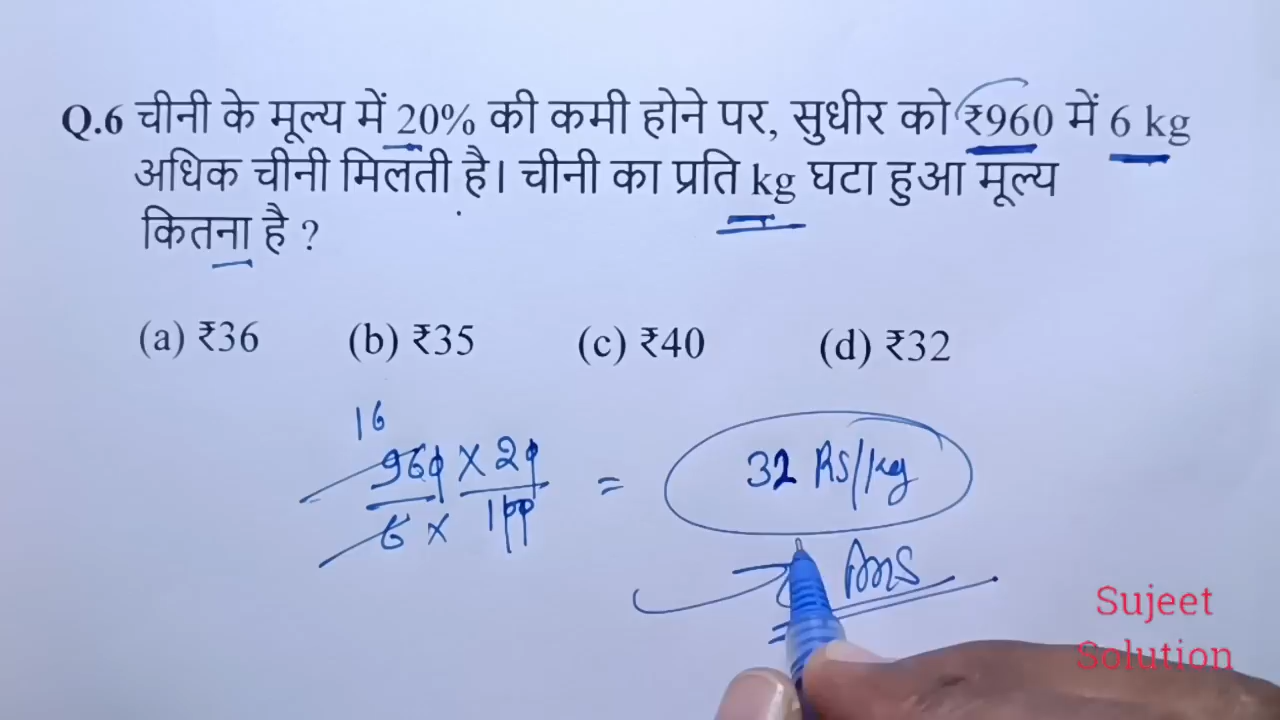 Q.6 चीनी के मूल्य में 20% की कमी होने पर, सुधीर को ₹960 में 6 kg
अधिक चीनी मिलती है। चीनी का प्रति kg घटा हुआ मूल्य
कितना है ?
(a) ₹36 (b) ₹35 (c) ₹40 (d) ₹32
16
960 X 20
6 X 100
= 32 RS/kg
Ans
Sujeet
Solution